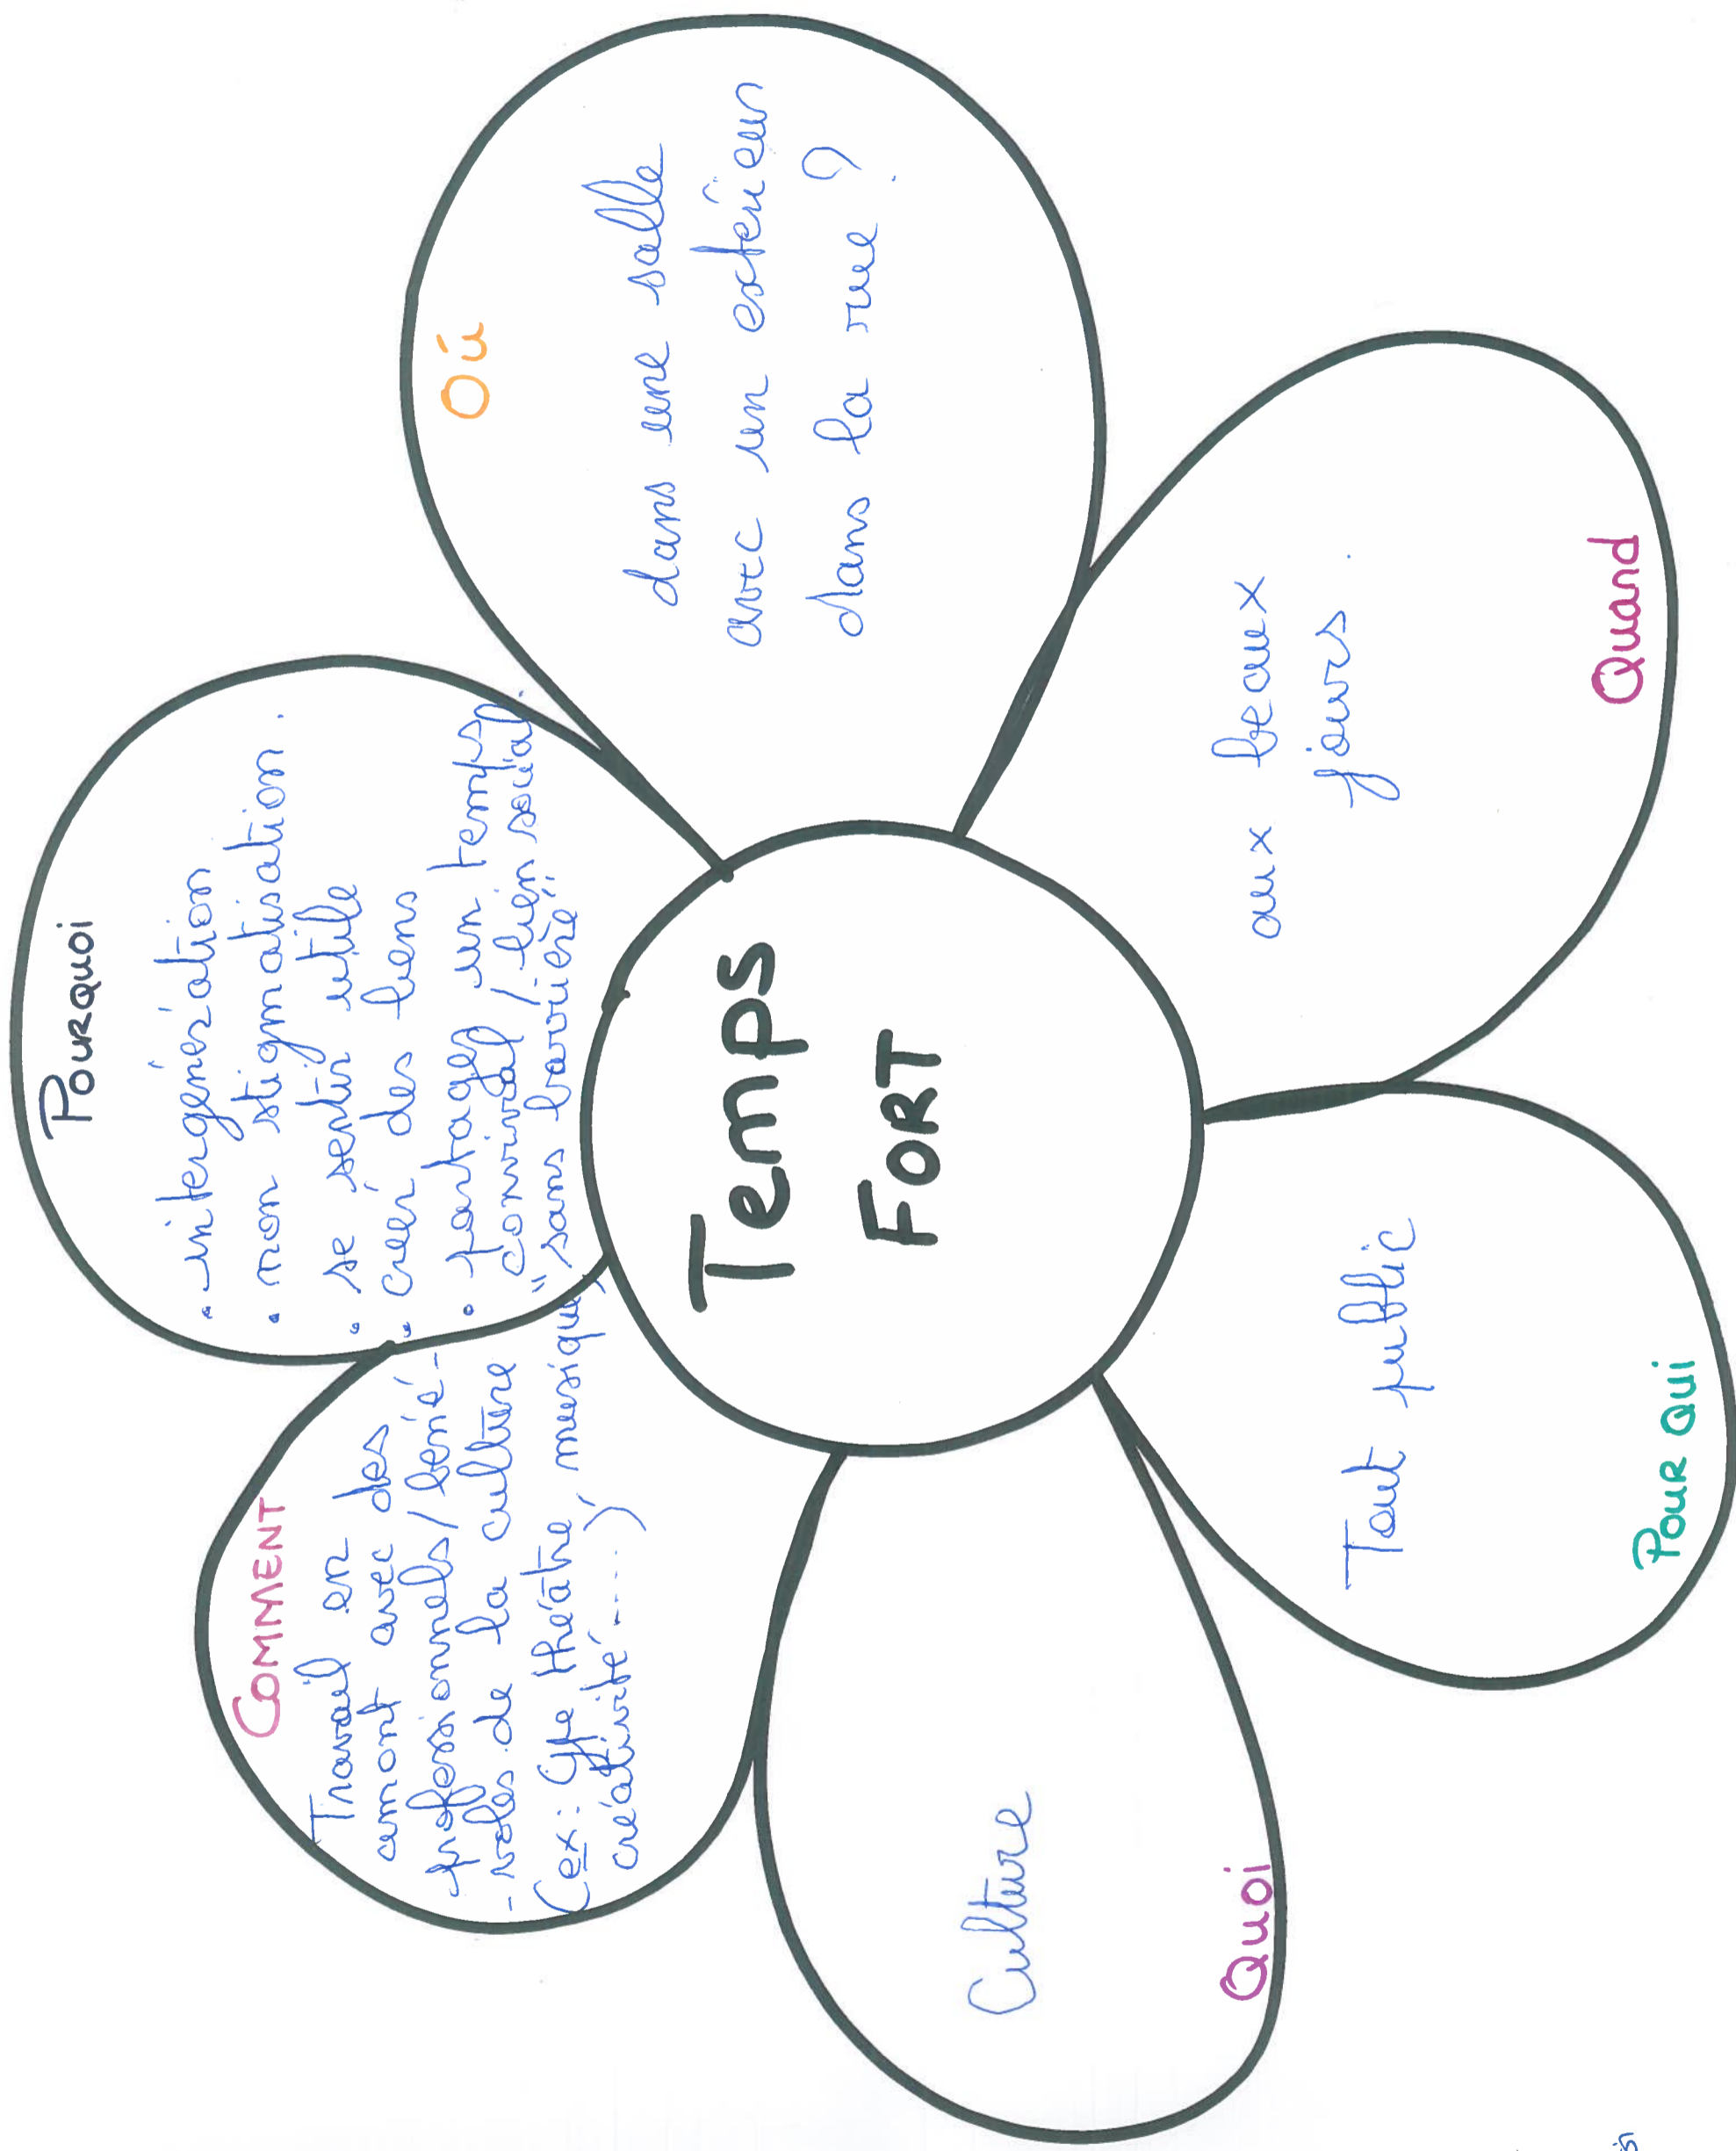 Pourquoi
• intergénération
• non stigmatisation.
• se sentir utile
• créer des liens
• partager un temps
convivial / lien social.
"sans barrière"
Où
dans une salle
avec un extérieur
dans la rue ?
COMMENT
Travail en
amont avec des
professionnels / béné-
-voles de la culture
(ex: Cie théâtre musique,
créativité ....)
Temps
FORT
Quand
aux beaux
jours.
Culture
Quoi
Tout public
Pour Qui